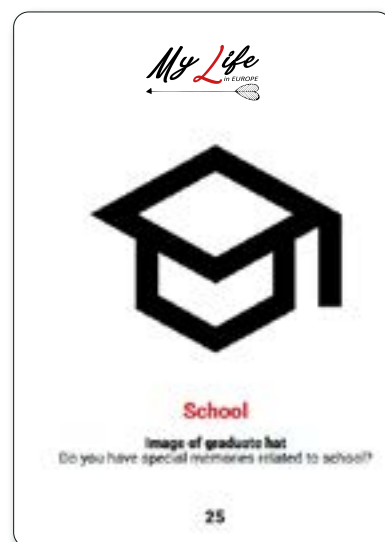 My Life
in EUROPE
School
Image of graduate hat
Do you have special memories related to school?
25